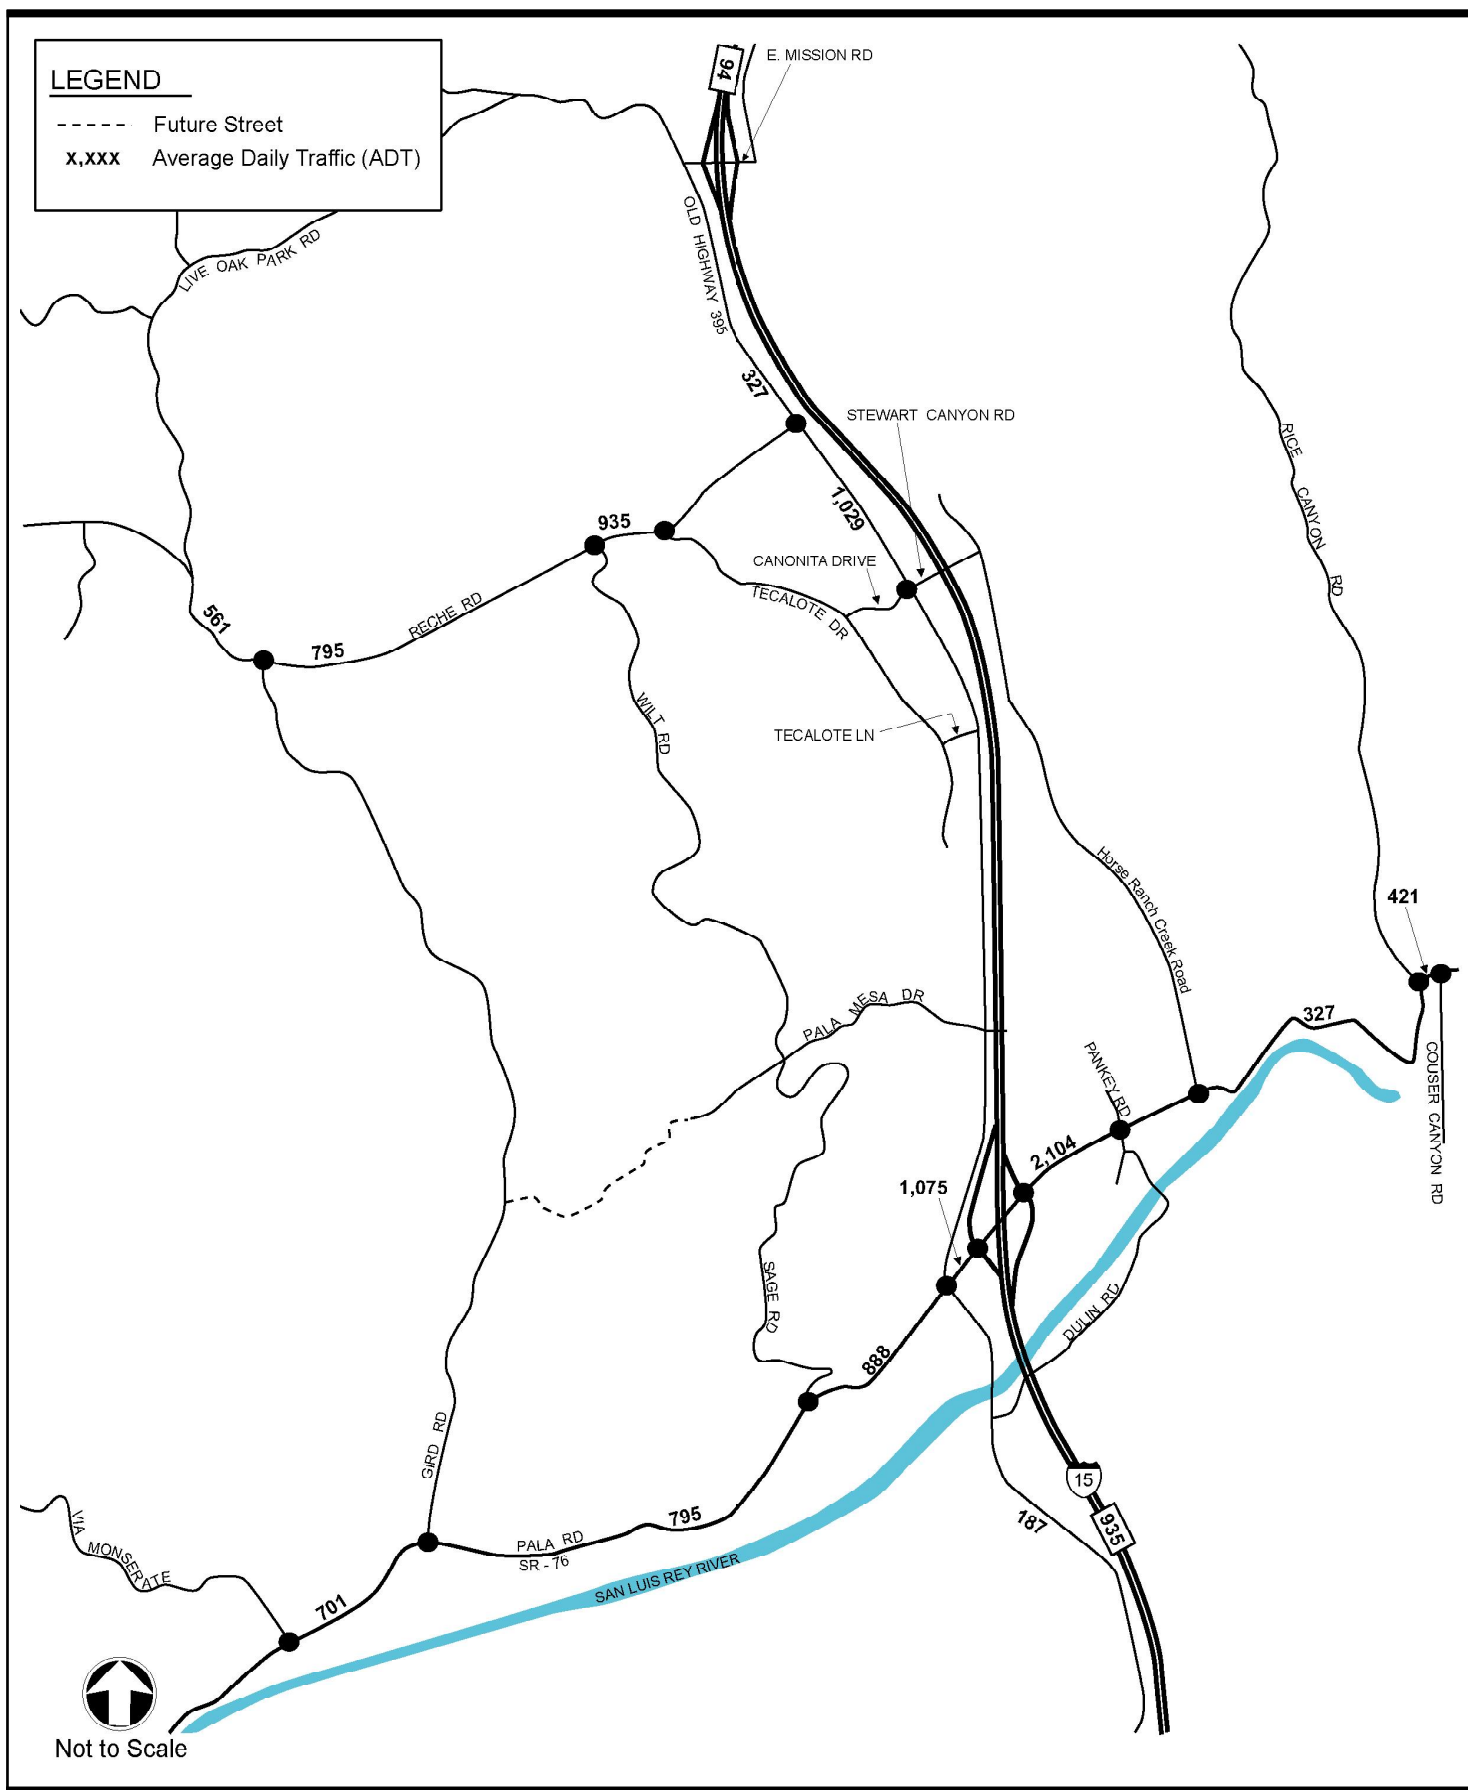 LEGEND
Future Street
x,xxx Average Daily Traffic (ADT)
94
E. MISSION RD
OLD HIGHWAY 395
LIVE OAK PARK RD
327
STEWART CANYON RD
RICE CANYON RD
1,029
935
CANONITA DRIVE
TECALOTE DR
561
795
RECHE RD
WILT RD
TECALOTE LN
Horse Ranch Creek Road
421
PALA MESA DR
327
PANKEY RD
COUSER CANYON RD
2,104
1,075
SAGE RD
DULIN RD
888
GIRD RD
15
935
187
795
PALA RD
SR - 76
SAN LUIS REY RIVER
VIA MONSERATE
701
Not to Scale